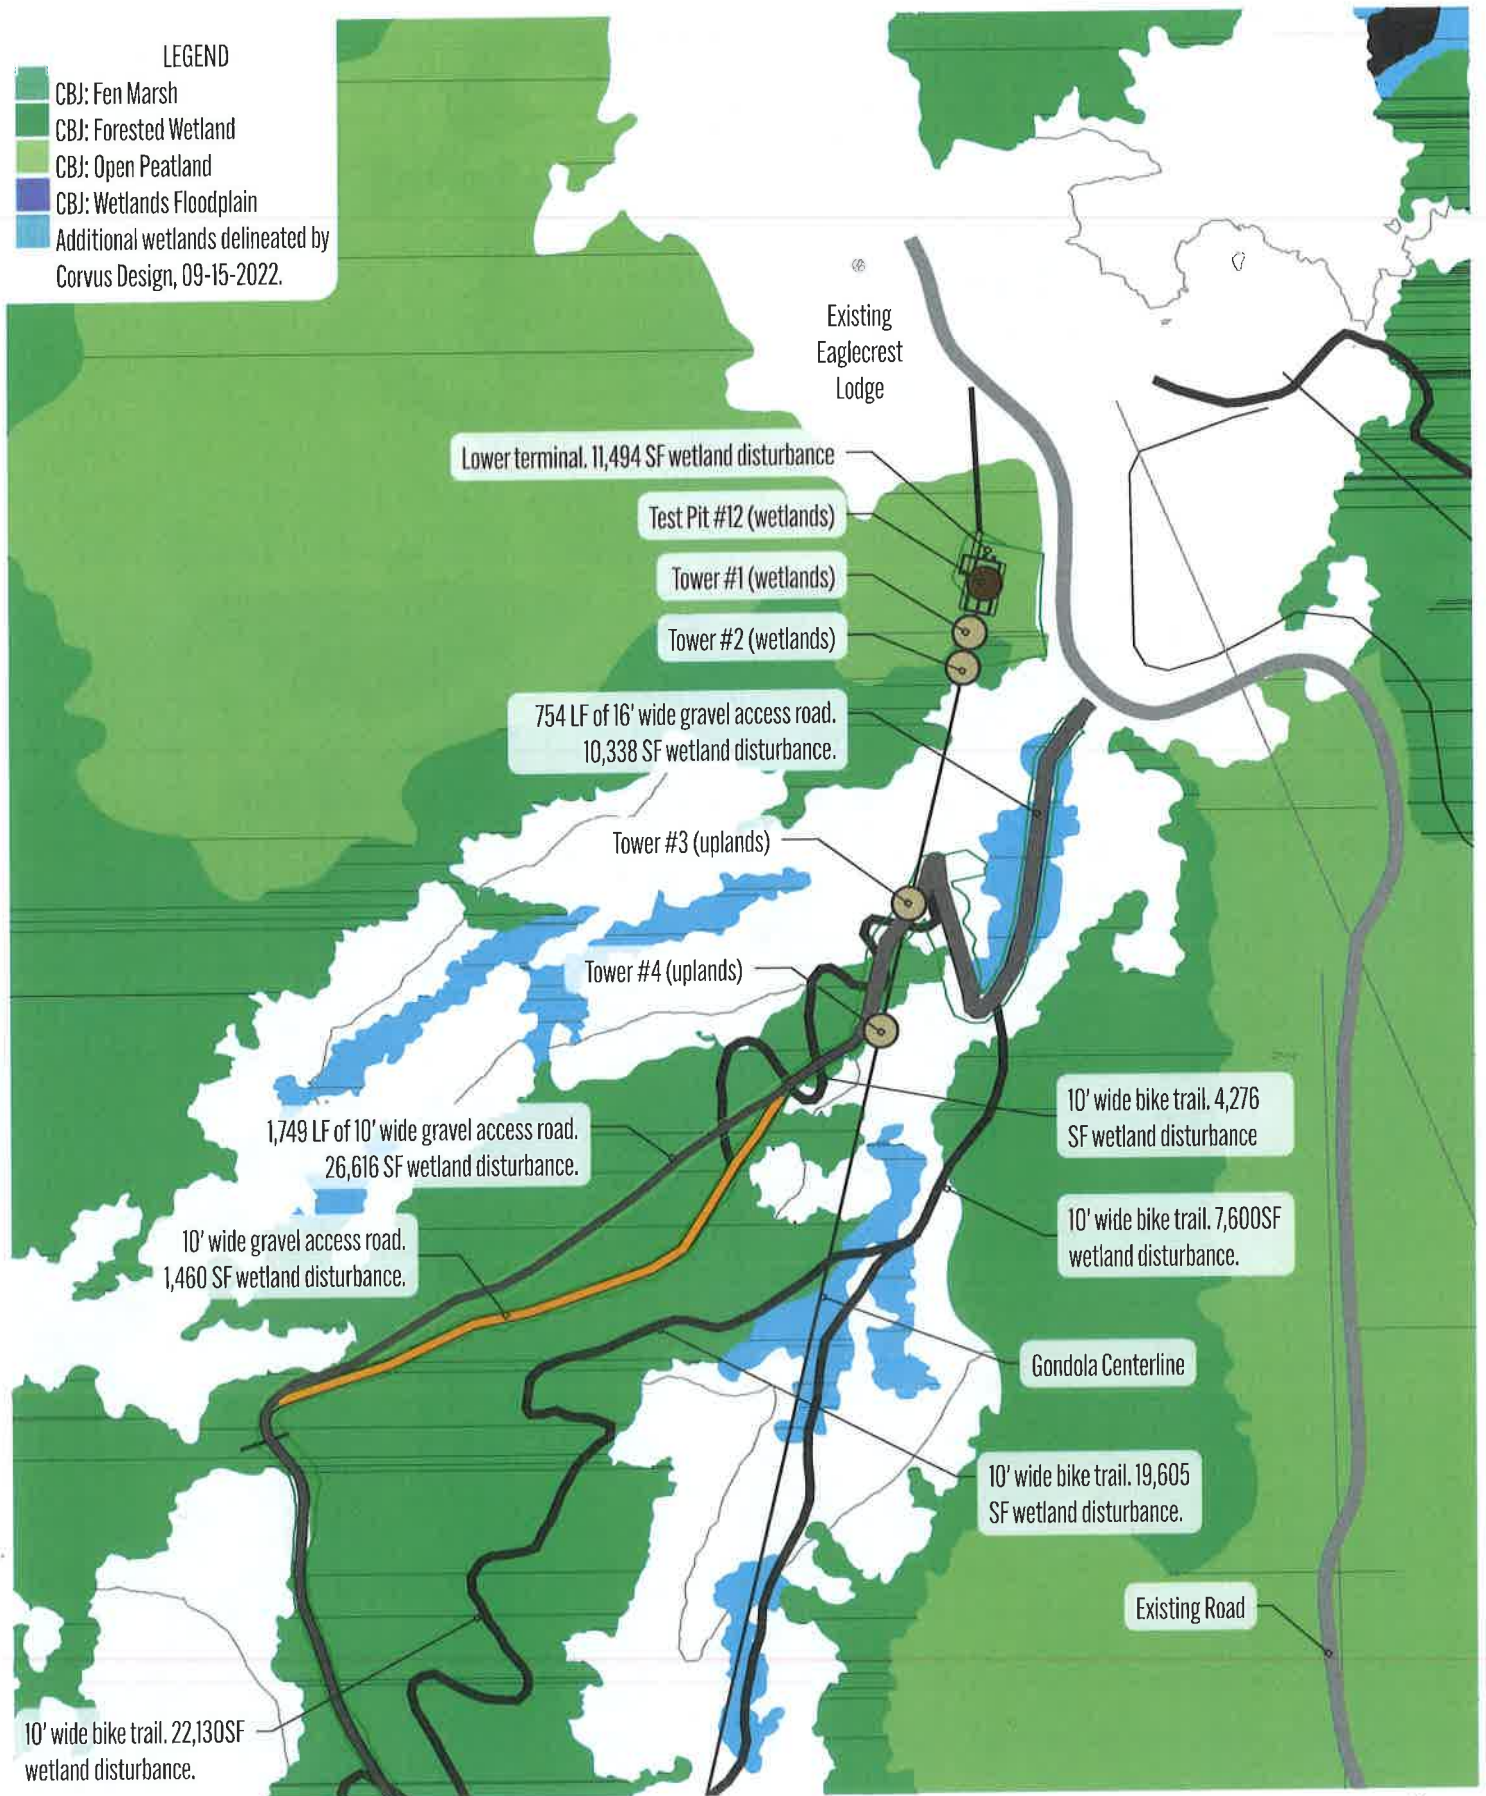 LEGEND
CBJ: Fen Marsh
CBJ: Forested Wetland
CBJ: Open Peatland
CBJ: Wetlands Floodplain
Additional wetlands delineated by
Corvus Design, 09-15-2022.
Existing
Eaglecrest
Lodge
Lower terminal. 11,494 SF wetland disturbance
Test Pit #12 (wetlands)
Tower #1 (wetlands)
Tower #2 (wetlands)
754 LF of 16' wide gravel access road.
10,338 SF wetland disturbance.
Tower #3 (uplands)
Tower #4 (uplands)
10' wide bike trail. 4,276
SF wetland disturbance
1,749 LF of 10' wide gravel access road.
26,616 SF wetland disturbance.
10' wide bike trail. 7,600SF
wetland disturbance.
10' wide gravel access road.
1,460 SF wetland disturbance.
Gondola Centerline
10' wide bike trail. 19,605
SF wetland disturbance.
Existing Road
10' wide bike trail. 22,130SF
wetland disturbance.